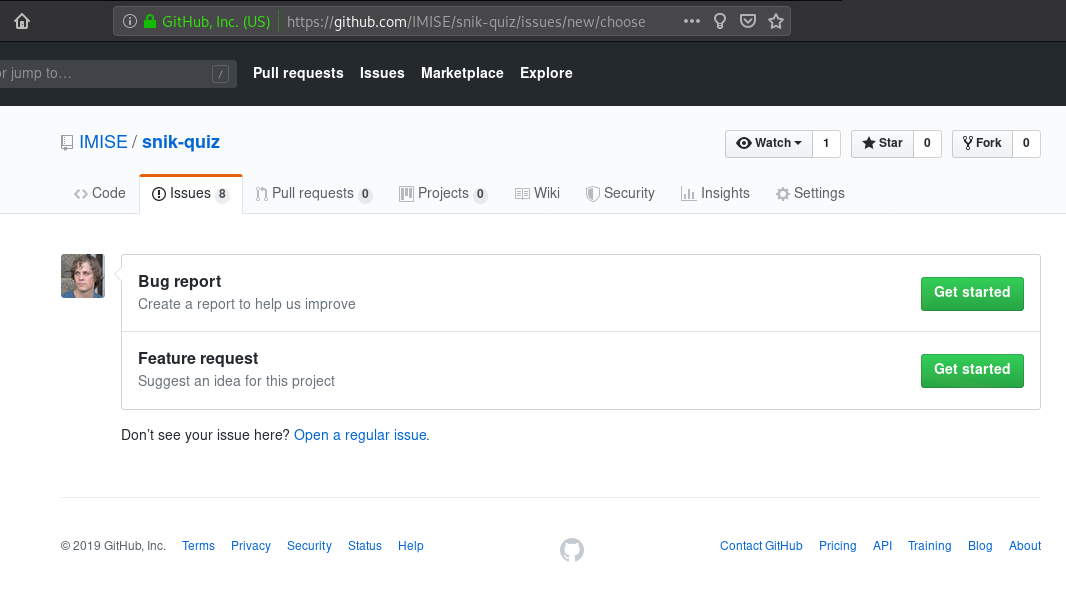 GitHub, Inc. (US) https://github.com/IMISE/snik-quiz/issues/new/choose
or jump to… / Pull requests Issues Marketplace Explore
IMISE / snik-quiz Watch 1 Star 0 Fork 0
Code Issues 8 Pull requests 0 Projects 0 Wiki Security Insights Settings
Bug report
Create a report to help us improve
Get started
Feature request
Suggest an idea for this project
Get started
Don’t see your issue here? Open a regular issue.
© 2019 GitHub, Inc. Terms Privacy Security Status Help Contact GitHub Pricing API Training Blog About